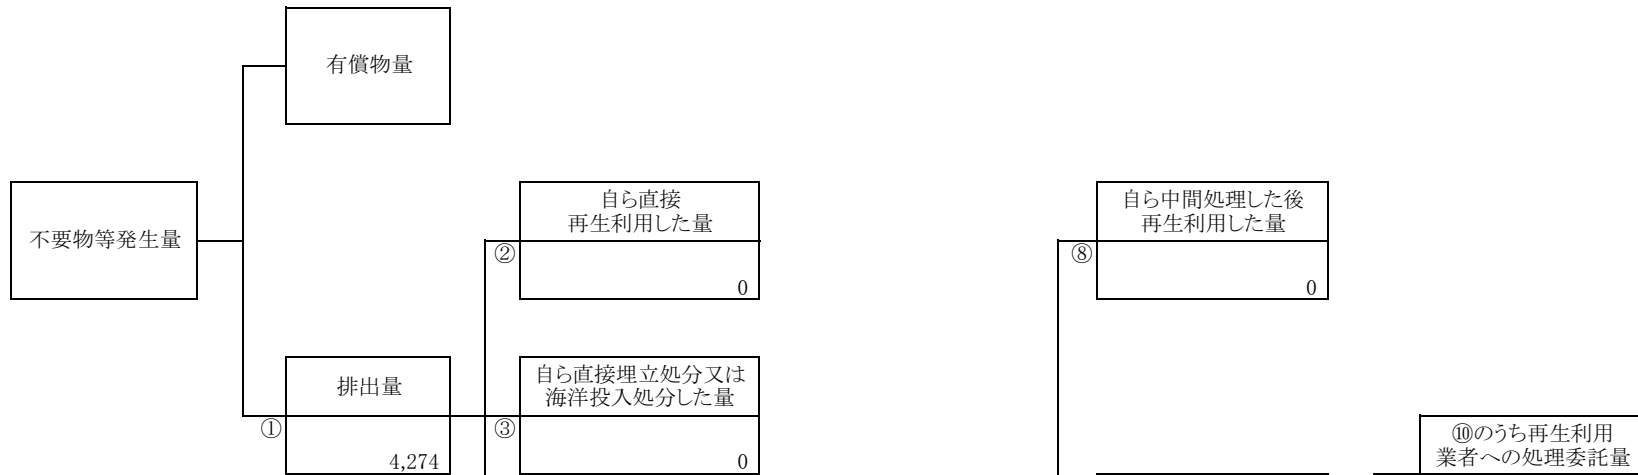 有償物量
不要物等発生量
自ら直接
再生利用した量
②
0
自ら中間処理した後
再生利用した量
⑧
0
排出量
①
4,274
自ら直接埋立処分又は
海洋投入処分した量
③
0
⑩のうち再生利用
業者への処理委託量